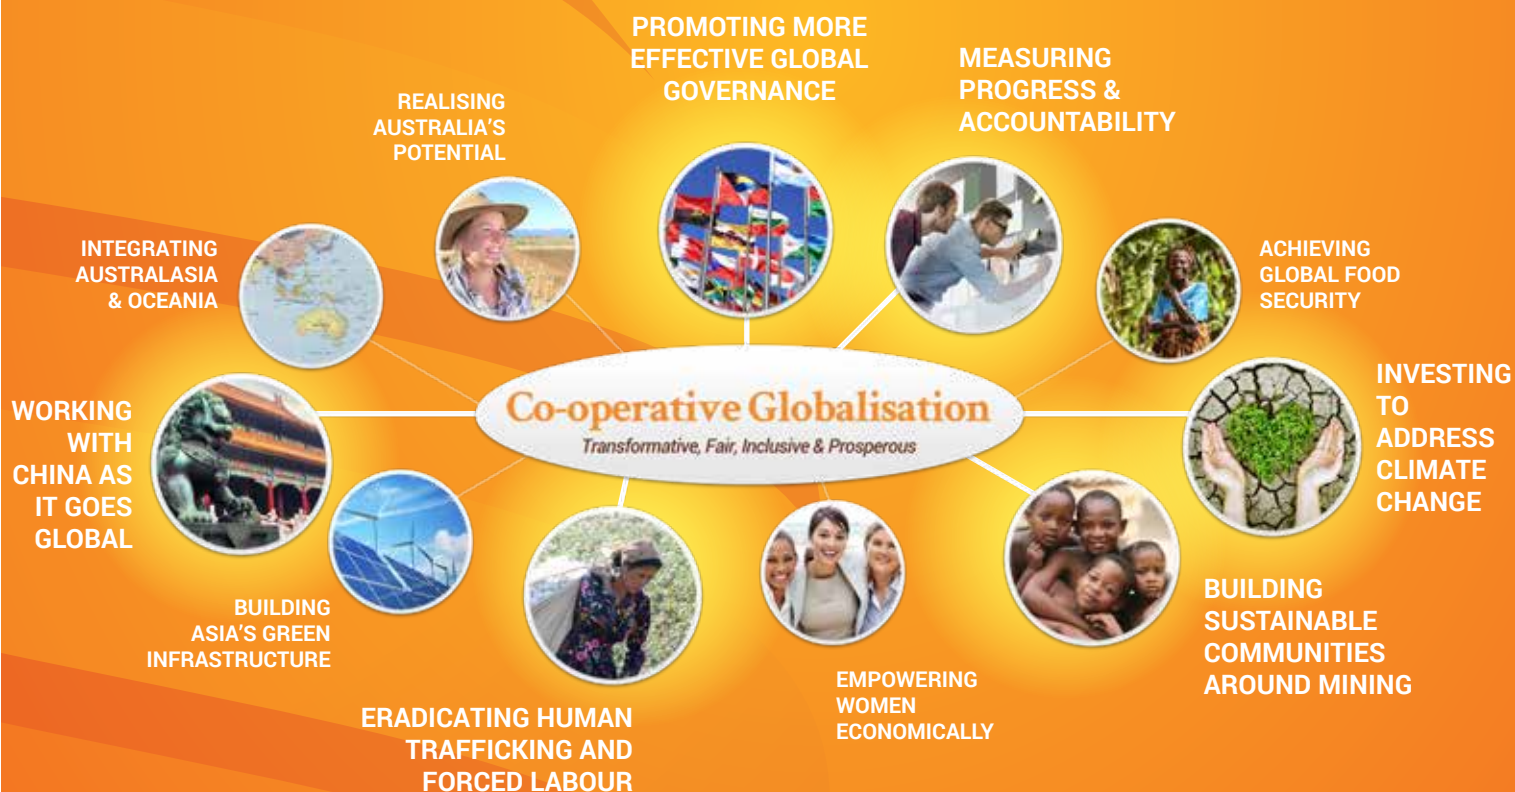 PROMOTING MORE
EFFECTIVE GLOBAL
GOVERNANCE
MEASURING
PROGRESS &
ACCOUNTABILITY
REALISING
AUSTRALIA'S
POTENTIAL
INTEGRATING
AUSTRALASIA
& OCEANIA
ACHIEVING
GLOBAL FOOD
SECURITY
WORKING
WITH
CHINA AS
IT GOES
GLOBAL
Co-operative Globalisation
Transformative, Fair, Inclusive & Prosperous
INVESTING
TO
ADDRESS
CLIMATE
CHANGE
BUILDING
ASIA'S GREEN
INFRASTRUCTURE
ERADICATING HUMAN
TRAFFICKING AND
FORCED LABOUR
EMPOWERING
WOMEN
ECONOMICALLY
BUILDING
SUSTAINABLE
COMMUNITIES
AROUND MINING